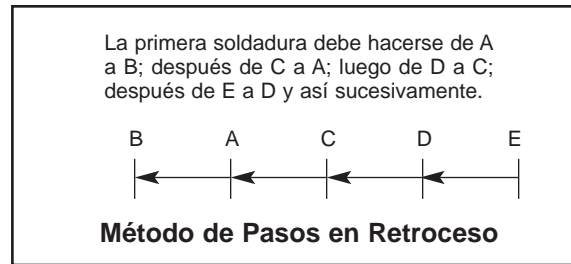 La primera soldadura debe hacerse de A
a B; después de C a A; luego de D a C;
después de E a D y así sucesivamente.
B A C D E
Método de Pasos en Retroceso